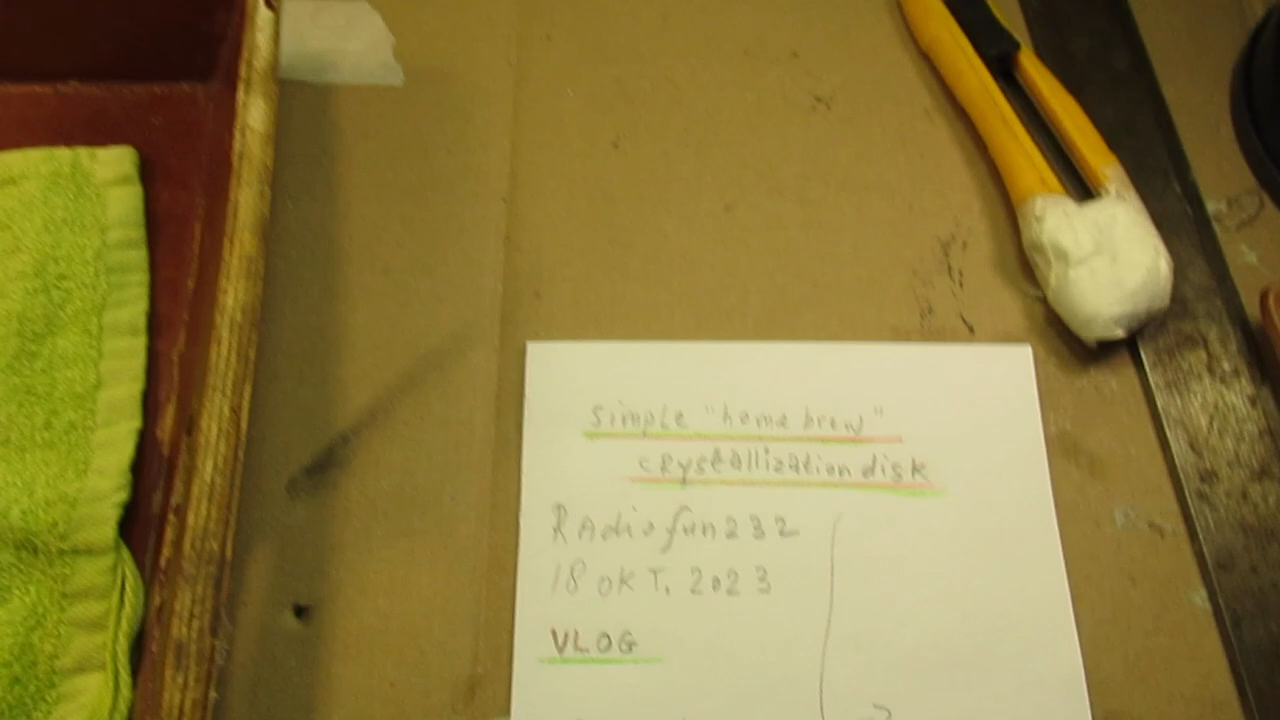 simple "home brew"
crystallization disk
Radiofun232
18 OKT. 2023
VLOG